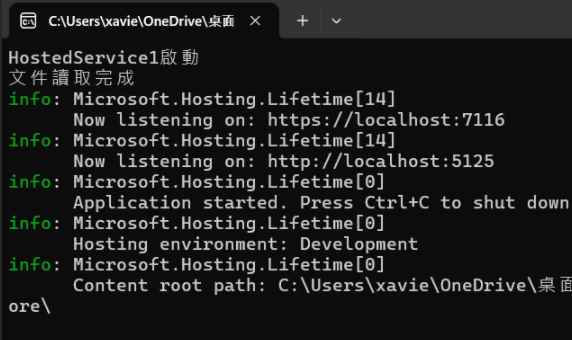 C:\Users\xavie\OneDrive\桌面
HostedService1啟動
文件讀取完成
info: Microsoft.Hosting.Lifetime[14]
Now listening on: https://localhost:7116
info: Microsoft.Hosting.Lifetime[14]
Now listening on: http://localhost:5125
info: Microsoft.Hosting.Lifetime[0]
Application started. Press Ctrl+C to shut down
info: Microsoft.Hosting.Lifetime[0]
Hosting environment: Development
info: Microsoft.Hosting.Lifetime[0]
Content root path: C:\Users\xavie\OneDrive\桌面
ore\